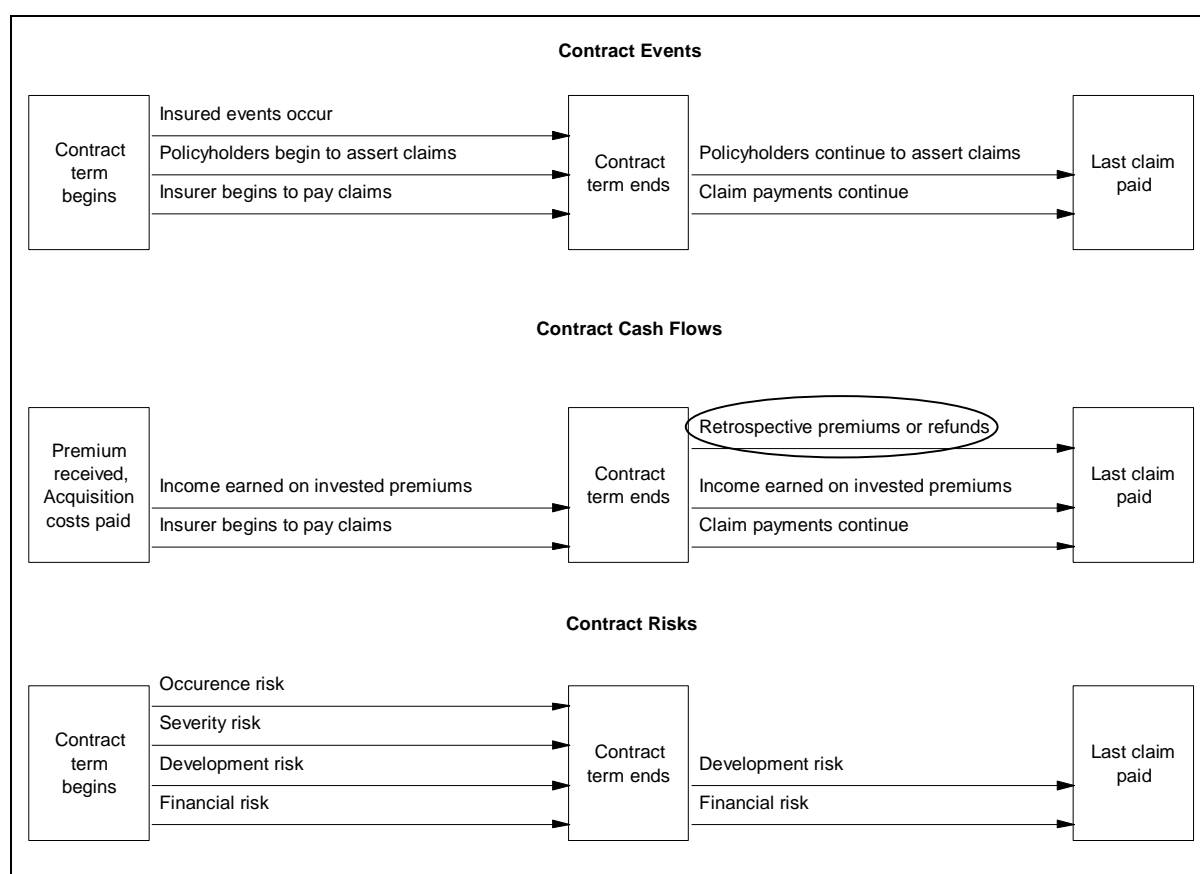 Contract Events
Insured events occur
Contract
term
begins
Policyholders begin to assert claims
Insurer begins to pay claims
Contract
term ends
Policyholders continue to assert claims
Claim payments continue
Last claim
paid
Contract Cash Flows
Premium
received,
Acquisition
costs paid
Income earned on invested premiums
Insurer begins to pay claims
Contract
term ends
Retrospective premiums or refunds
Income earned on invested premiums
Claim payments continue
Last claim
paid
Contract Risks
Contract
term
begins
Occurence risk
Severity risk
Development risk
Financial risk
Contract
term ends
Development risk
Financial risk
Last claim
paid